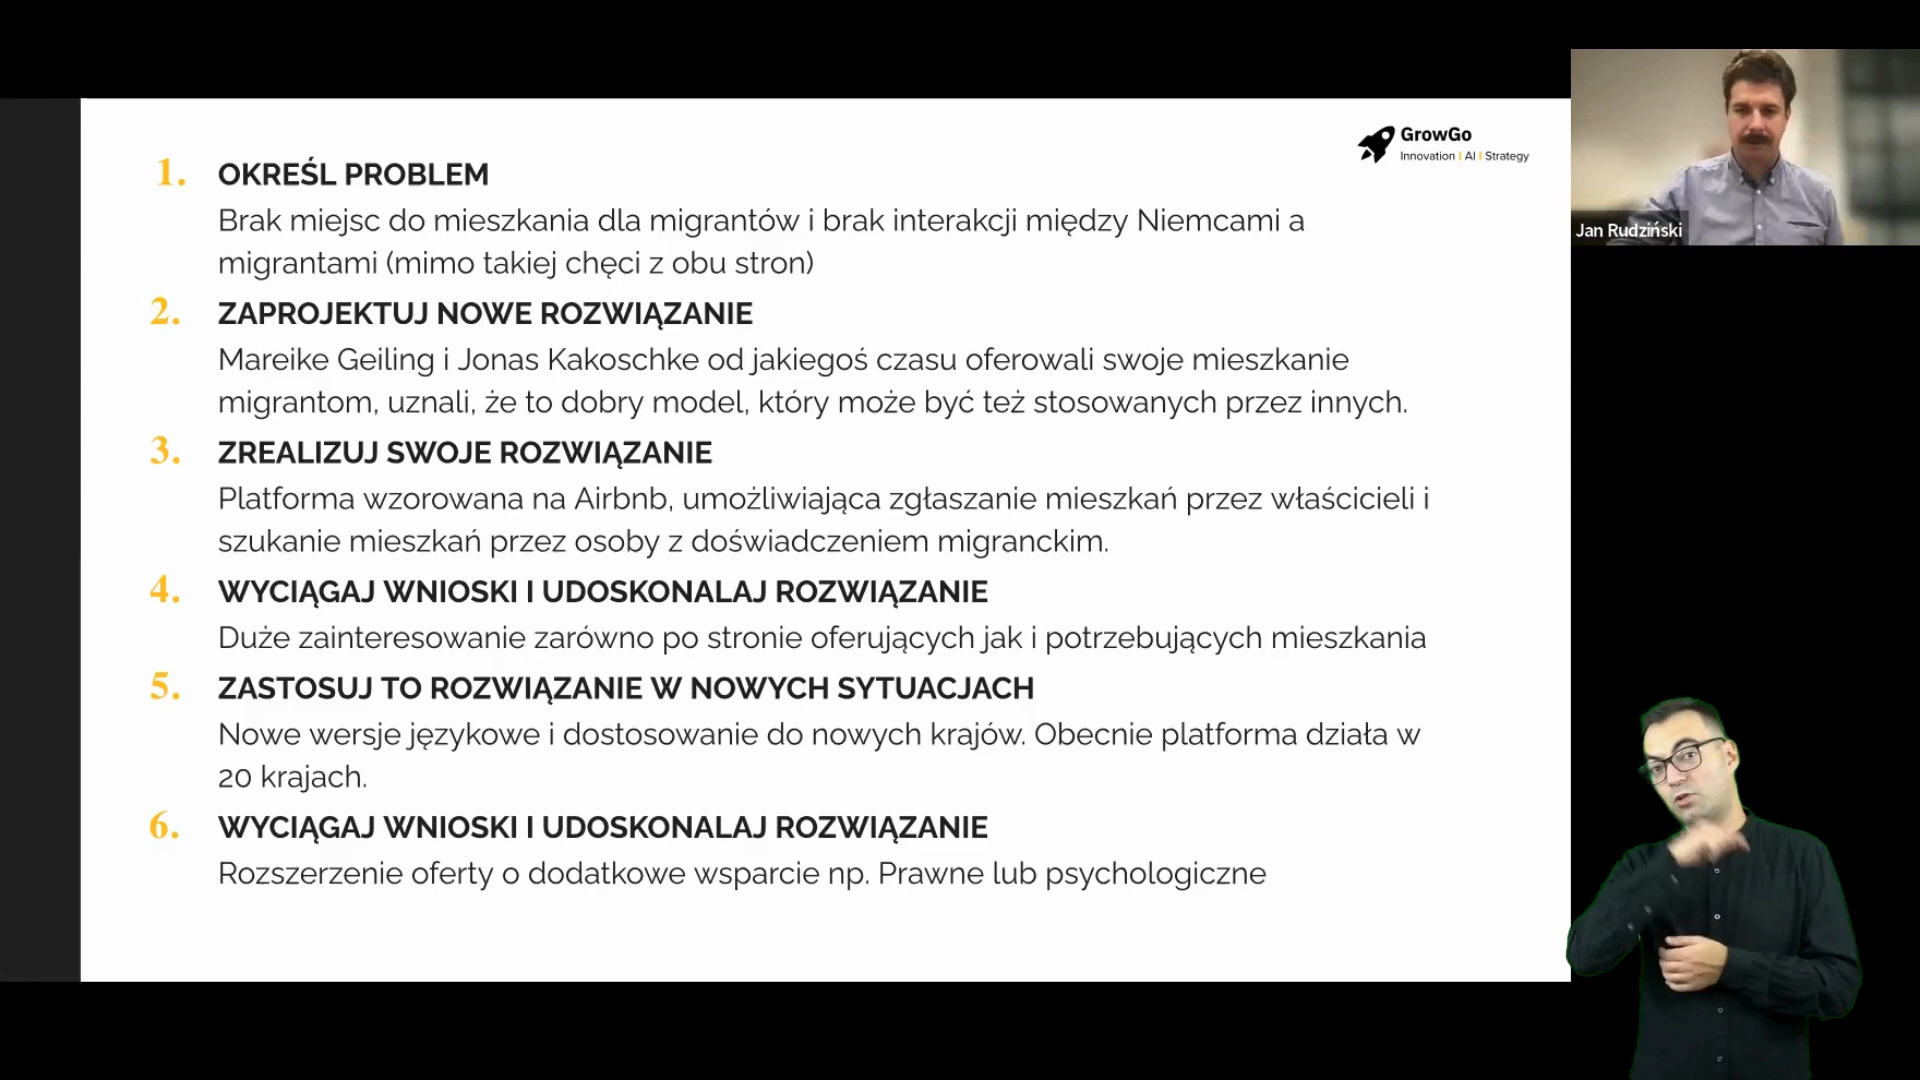 GrowGo
Innovation | AI | Strategy
1. OKREŚL PROBLEM
Brak miejsc do mieszkania dla migrantów i brak interakcji między Niemcami a
migrantami (mimo takiej chęci z obu stron)
2. ZAPROJEKTUJ NOWE ROZWIĄZANIE
Mareike Geiling i Jonas Kakoschke od jakiegoś czasu oferowali swoje mieszkanie
migrantom, uznali, że to dobry model, który może być też stosowanych przez innych.
3. ZREALIZUJ SWOJE ROZWIĄZANIE
Platforma wzorowana na Airbnb, umożliwiająca zgłaszanie mieszkań przez właścicieli i
szukanie mieszkań przez osoby z doświadczeniem migranckim.
4. WYCIĄGAJ WNIOSKI I UDOSKONALAJ ROZWIĄZANIE
Duże zainteresowanie zarówno po stronie oferujących jak i potrzebujących mieszkania
5. ZASTOSUJ TO ROZWIĄZANIE W NOWYCH SYTUACJACH
Nowe wersje językowe i dostosowanie do nowych krajów. Obecnie platforma działa w
20 krajach.
6. WYCIĄGAJ WNIOSKI I UDOSKONALAJ ROZWIĄZANIE
Rozszerzenie oferty o dodatkowe wsparcie np. Prawne lub psychologiczne
Jan Rudziński